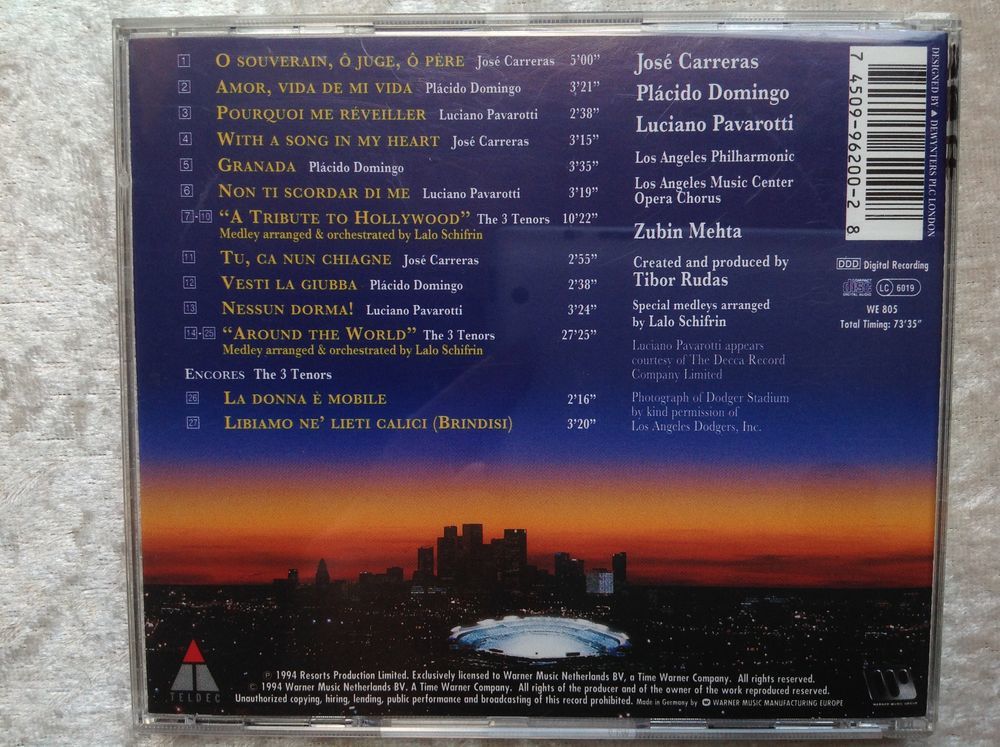 1 O SOUVERAIN, Ô JUGE, Ô PÈRE José Carreras 5'00"
2 AMOR, VIDA DE MI VIDA Plácido Domingo 3'21"
3 POURQUOI ME RÉVEILLER Luciano Pavarotti 2'38"
4 WITH A SONG IN MY HEART José Carreras 3'15"
5 GRANADA Plácido Domingo 3'35"
6 NON TI SCORDAR DI ME Luciano Pavarotti 3'19"
7-10 "A TRIBUTE TO HOLLYWOOD" The 3 Tenors 10'22"
Medley arranged & orchestrated by Lalo Schifrin
11 TU, CA NUN CHIAGNE José Carreras 2'55"
12 VESTI LA GIUBBA Plácido Domingo 2'38"
13 NESSUN DORMA! Luciano Pavarotti 3'24"
14-25 "AROUND THE WORLD" The 3 Tenors 27'25"
Medley arranged & orchestrated by Lalo Schifrin
ENCORES The 3 Tenors
26 LA DONNA È MOBILE 2'16"
27 LIBIAMO NE' LIETI CALICI (BRINDISI) 3'20"
José Carreras
Plácido Domingo
Luciano Pavarotti
Los Angeles Philharmonic
Los Angeles Music Center
Opera Chorus
Zubin Mehta
Created and produced by
Tibor Rudas
Special medleys arranged
by Lalo Schifrin
Luciano Pavarotti appears
courtesy of The Decca Record
Company Limited
Photograph of Dodger Stadium
by kind permission of
Los Angeles Dodgers, Inc.
7 4509-96200-2 8
DESIGNED BY DEWYNTERS PLC LONDON
DDD Digital Recording
COMPACT disc DIGITAL AUDIO LC 6019
WE 805
Total Timing: 73'35"
TELDEC
℗ 1994 Resorts Production Limited. Exclusively licensed to Warner Music Netherlands BV, a Time Warner Company. All rights reserved.
© 1994 Warner Music Netherlands BV, A Time Warner Company. All rights of the producer and of the owner of the work reproduced reserved.
Unauthorized copying, hiring, lending, public performance and broadcasting of this record prohibited. Made in Germany by WARNER MUSIC MANUFACTURING EUROPE
WARNER MUSIC GROUP